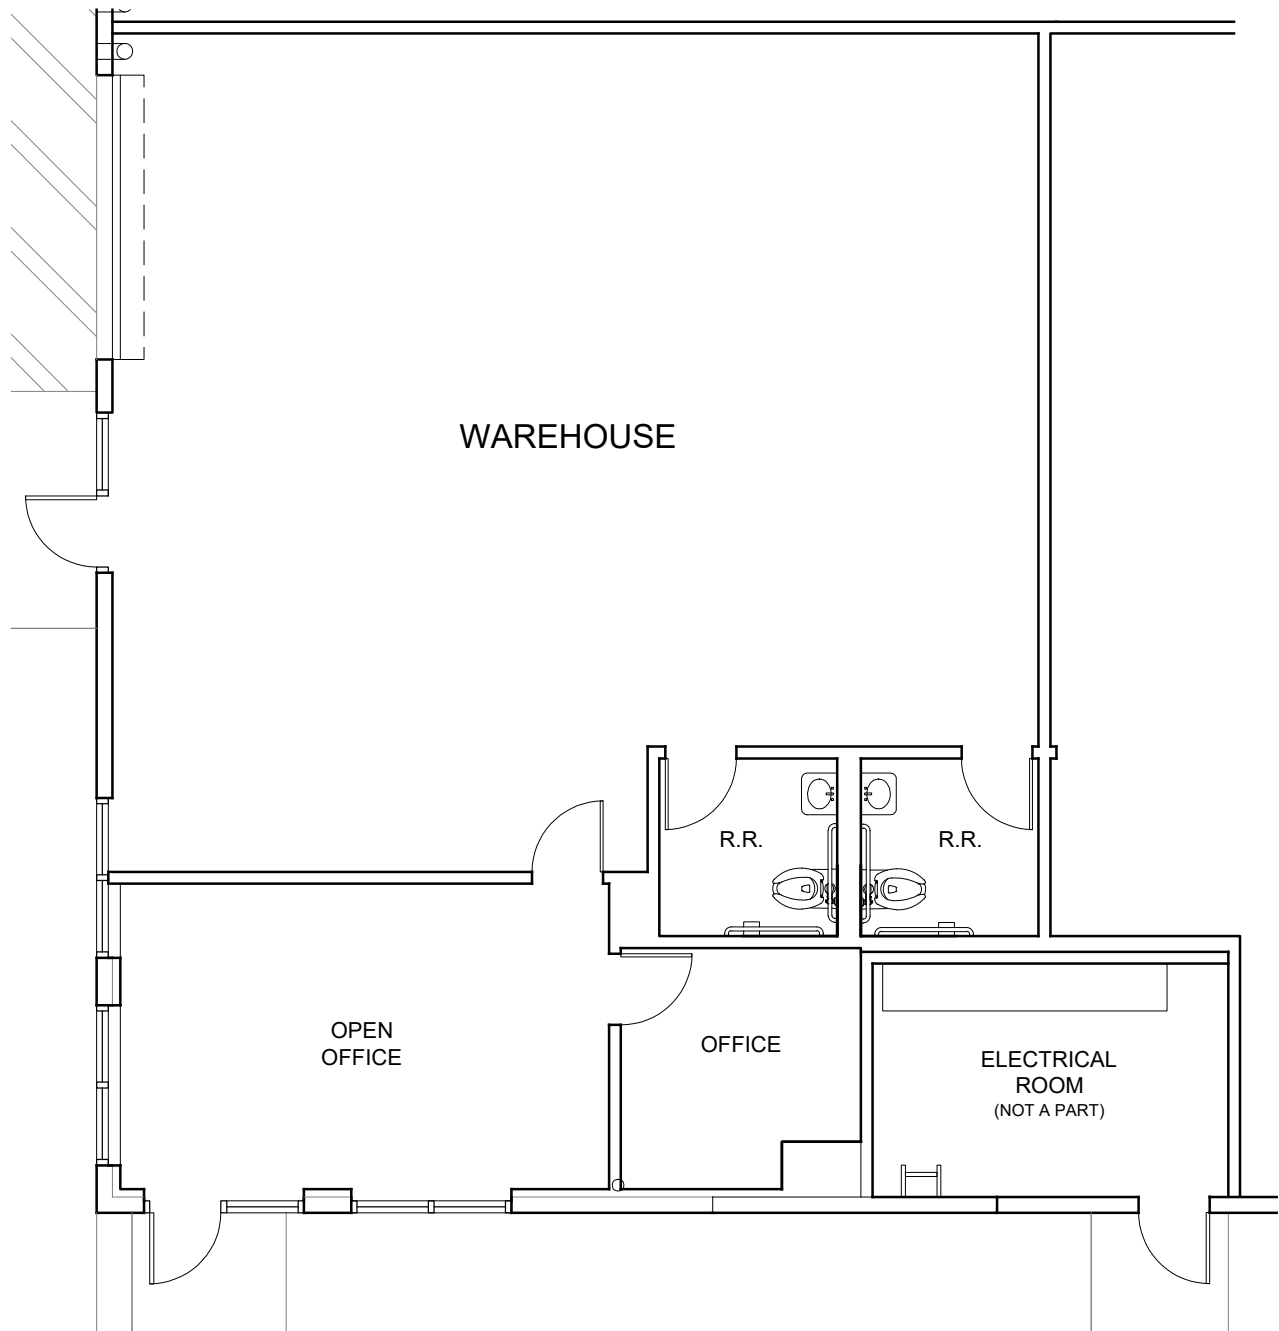 WAREHOUSE
R.R.
R.R.
OPEN
OFFICE
OFFICE
ELECTRICAL
ROOM
(NOT A PART)